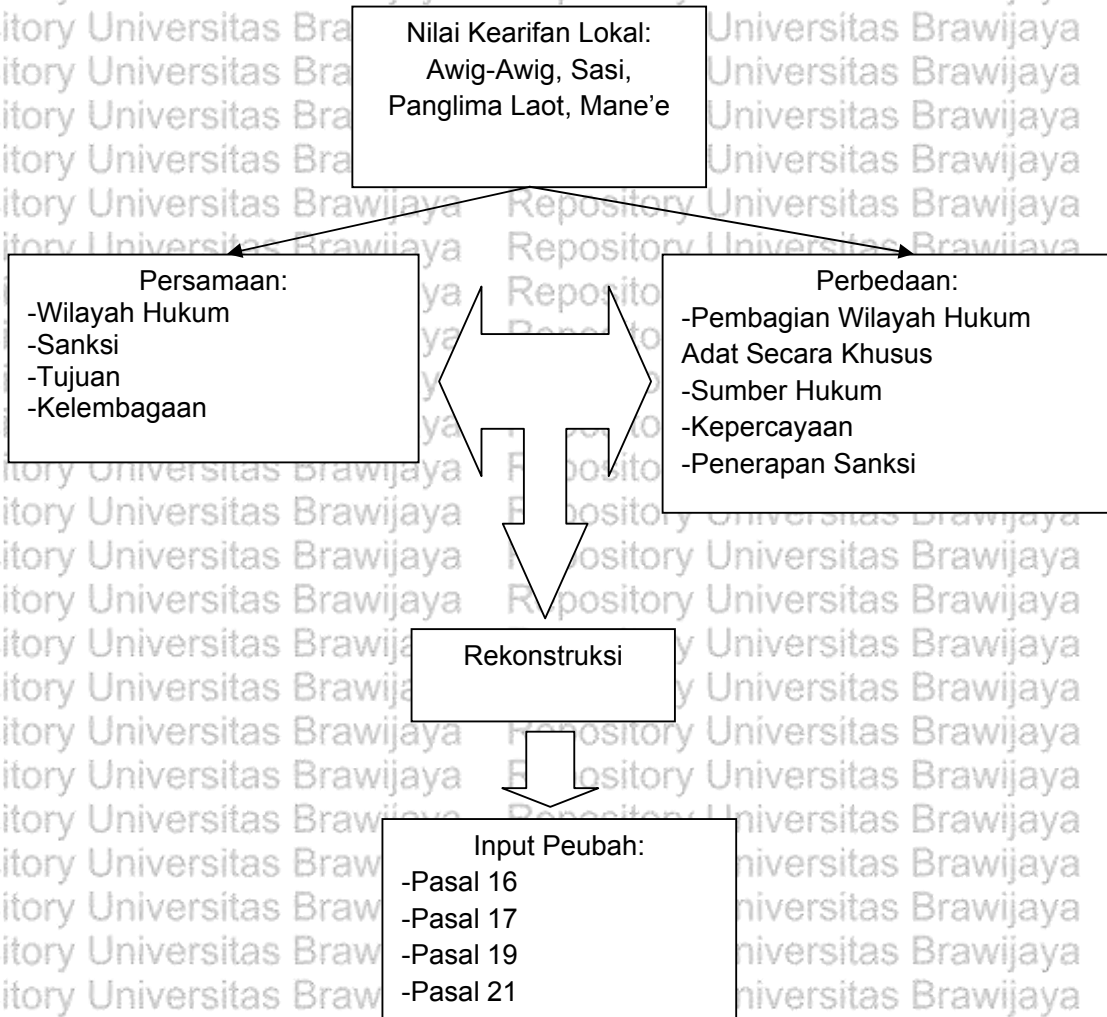 Nilai Kearifan Lokal:
Awig-Awig, Sasi,
Panglima Laot, Mane’e
Persamaan:
-Wilayah Hukum
-Sanksi
-Tujuan
-Kelembagaan
Perbedaan:
-Pembagian Wilayah Hukum
Adat Secara Khusus
-Sumber Hukum
-Kepercayaan
-Penerapan Sanksi
Rekonstruksi
Input Peubah:
-Pasal 16
-Pasal 17
-Pasal 19
-Pasal 21